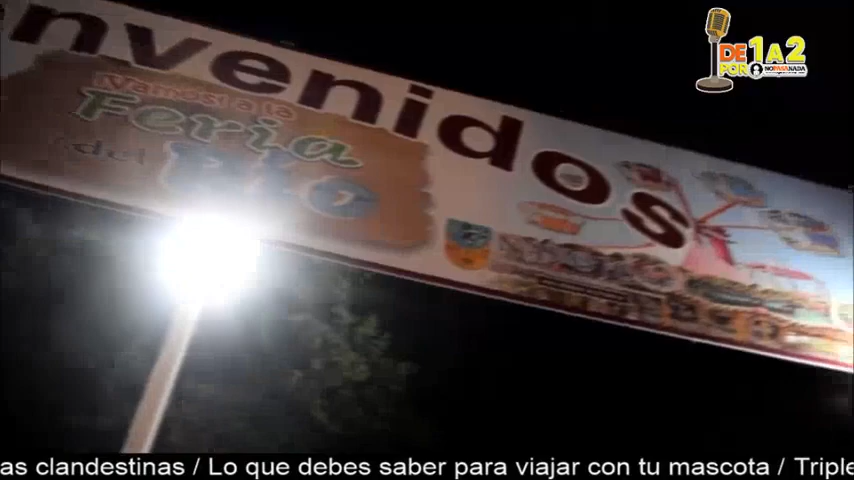 nvenidos
Vamos! a la
Feria
del
DE 1 A 2
POR NOPASANADA
as clandestinas / Lo que debes saber para viajar con tu mascota / Triple